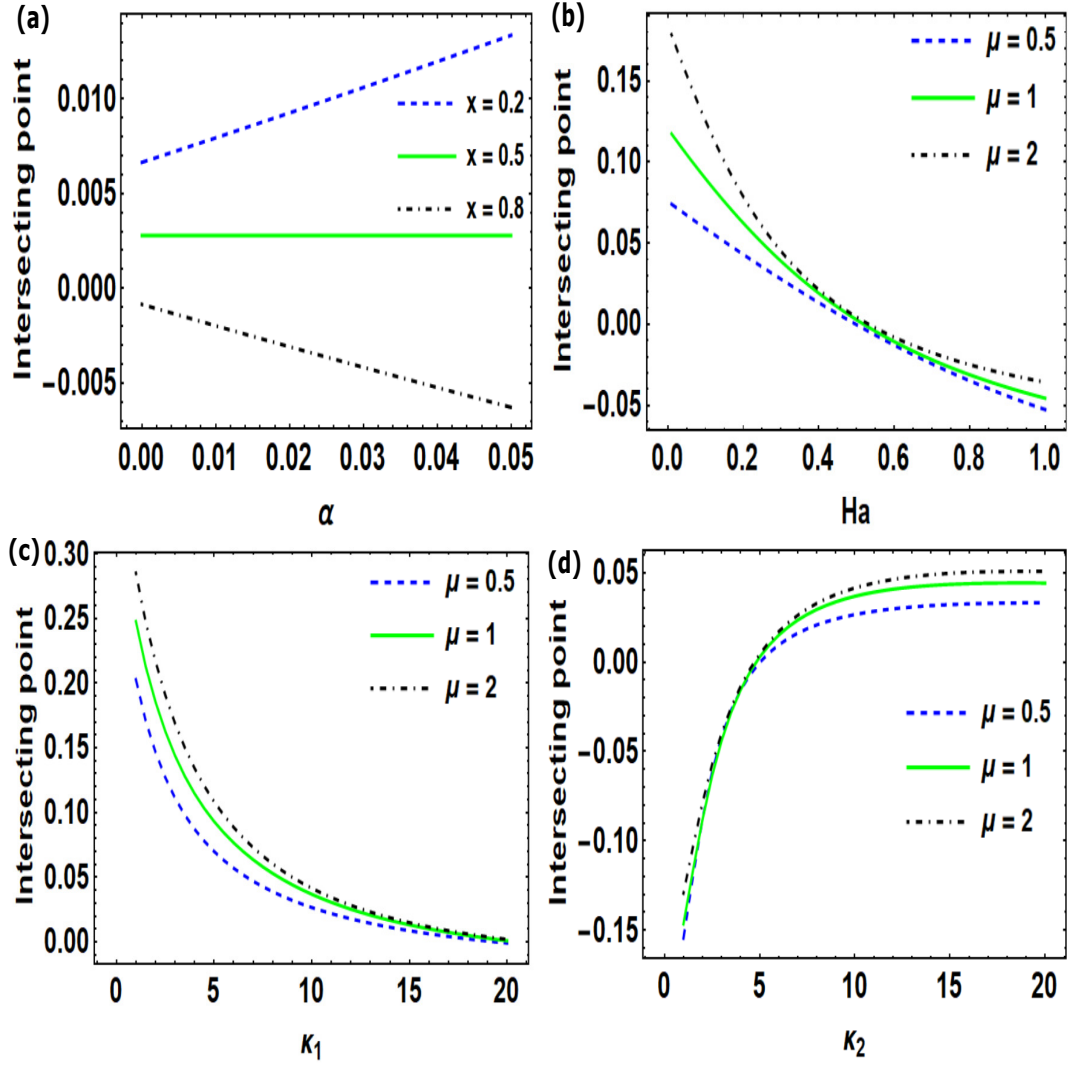 (a)
Intersecting point
0.010
0.005
0.000
−0.005
x = 0.2
x = 0.5
x = 0.8
0.00 0.01 0.02 0.03 0.04 0.05
α
(b)
Intersecting point
0.15
0.10
0.05
0.00
−0.05
μ = 0.5
μ = 1
μ = 2
0.0 0.2 0.4 0.6 0.8 1.0
Ha
(c)
Intersecting point
0.30
0.25
0.20
0.15
0.10
0.05
0.00
μ = 0.5
μ = 1
μ = 2
0 5 10 15 20
κ₁
(d)
Intersecting point
0.05
0.00
−0.05
−0.10
−0.15
μ = 0.5
μ = 1
μ = 2
0 5 10 15 20
κ₂